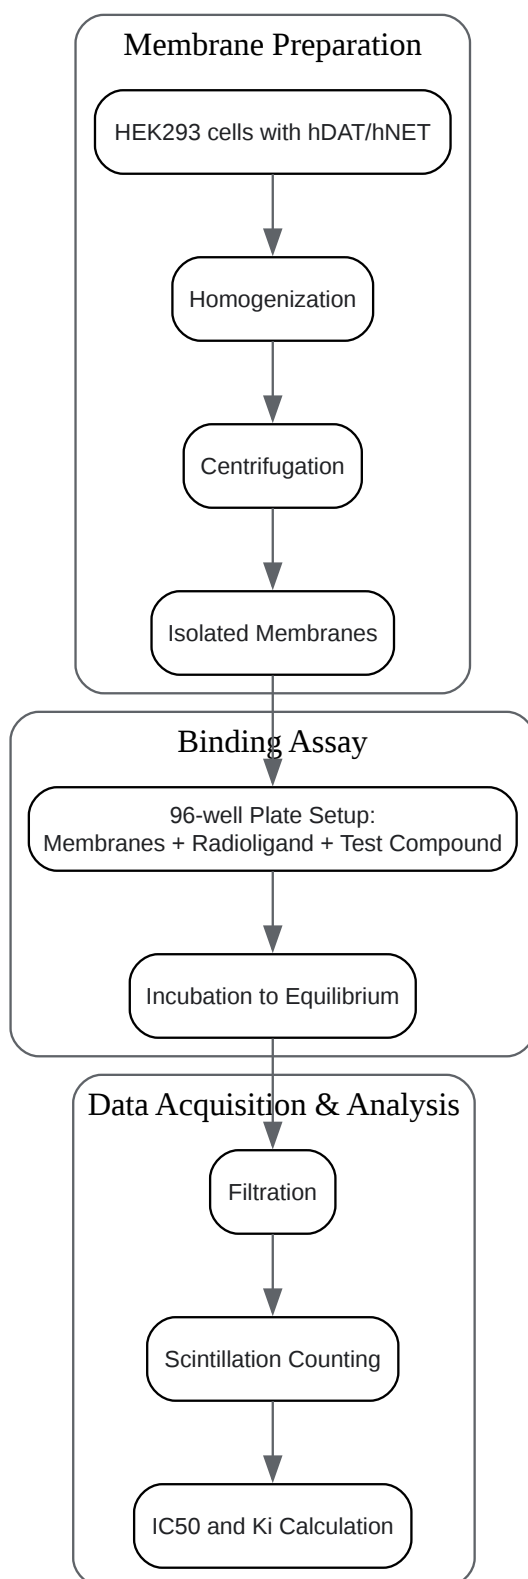 Membrane Preparation
HEK293 cells with hDAT/hNET
Homogenization
Centrifugation
Isolated Membranes
Binding Assay
96-well Plate Setup:
Membranes + Radioligand + Test Compound
Incubation to Equilibrium
Data Acquisition & Analysis
Filtration
Scintillation Counting
IC50 and Ki Calculation